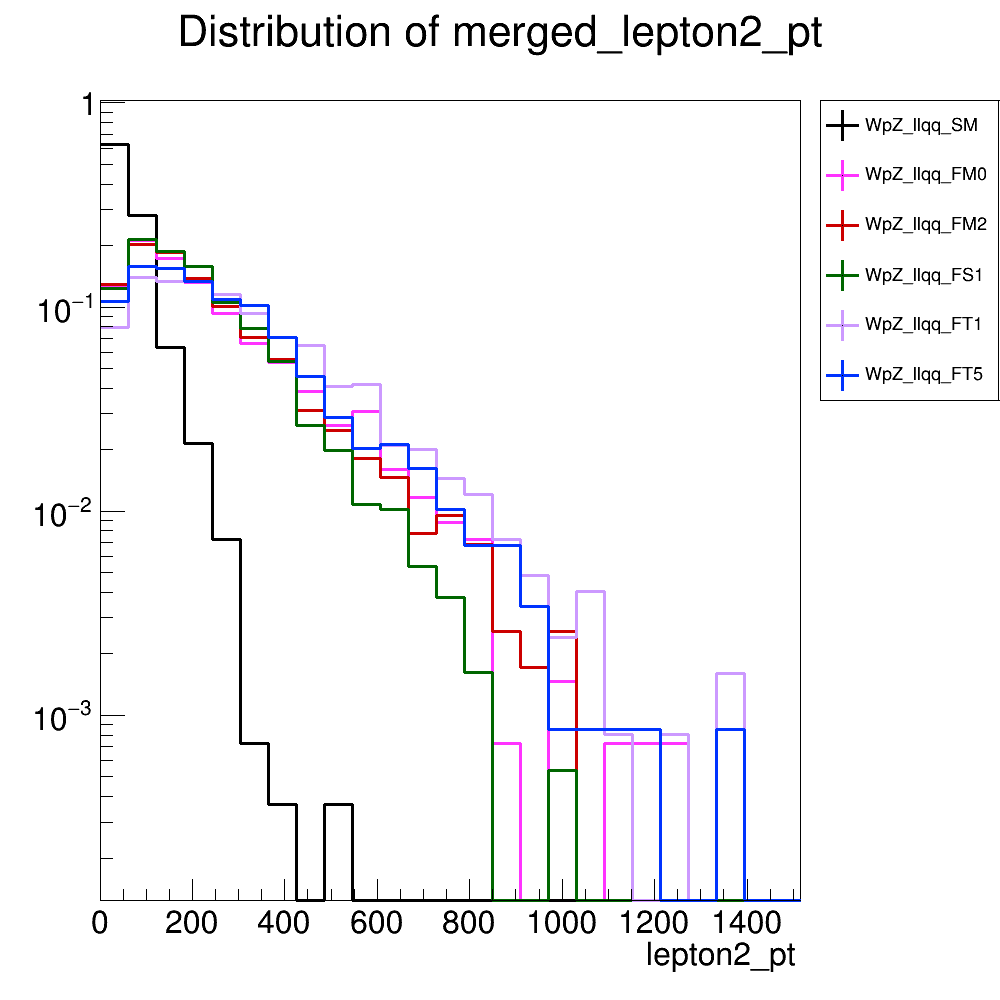 Distribution of merged_lepton2_pt
1
10⁻¹
10⁻²
10⁻³
0 200 400 600 800 1000 1200 1400
lepton2_pt
WpZ_llqq_SM
WpZ_llqq_FM0
WpZ_llqq_FM2
WpZ_llqq_FS1
WpZ_llqq_FT1
WpZ_llqq_FT5